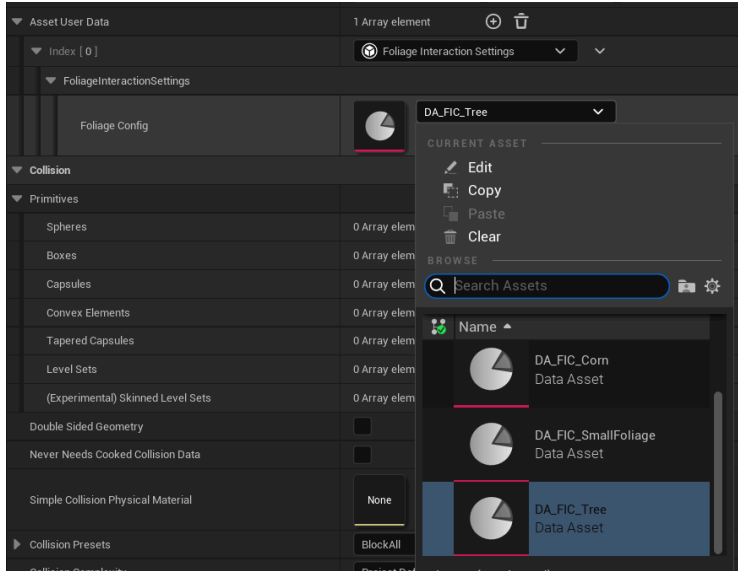 Asset User Data 1 Array element
Index [ 0 ] Foliage Interaction Settings
FoliageInteractionSettings
Foliage Config DA_FIC_Tree
CURRENT ASSET
Edit
Copy
Paste
Clear
BROWSE
Search Assets
Name
DA_FIC_Corn
Data Asset
DA_FIC_SmallFoliage
Data Asset
DA_FIC_Tree
Data Asset
Collision
Primitives
Spheres 0 Array elem
Boxes 0 Array elem
Capsules 0 Array elem
Convex Elements 0 Array elem
Tapered Capsules 0 Array elem
Level Sets 0 Array elem
(Experimental) Skinned Level Sets 0 Array elem
Double Sided Geometry
Never Needs Cooked Collision Data
Simple Collision Physical Material None
Collision Presets BlockAll